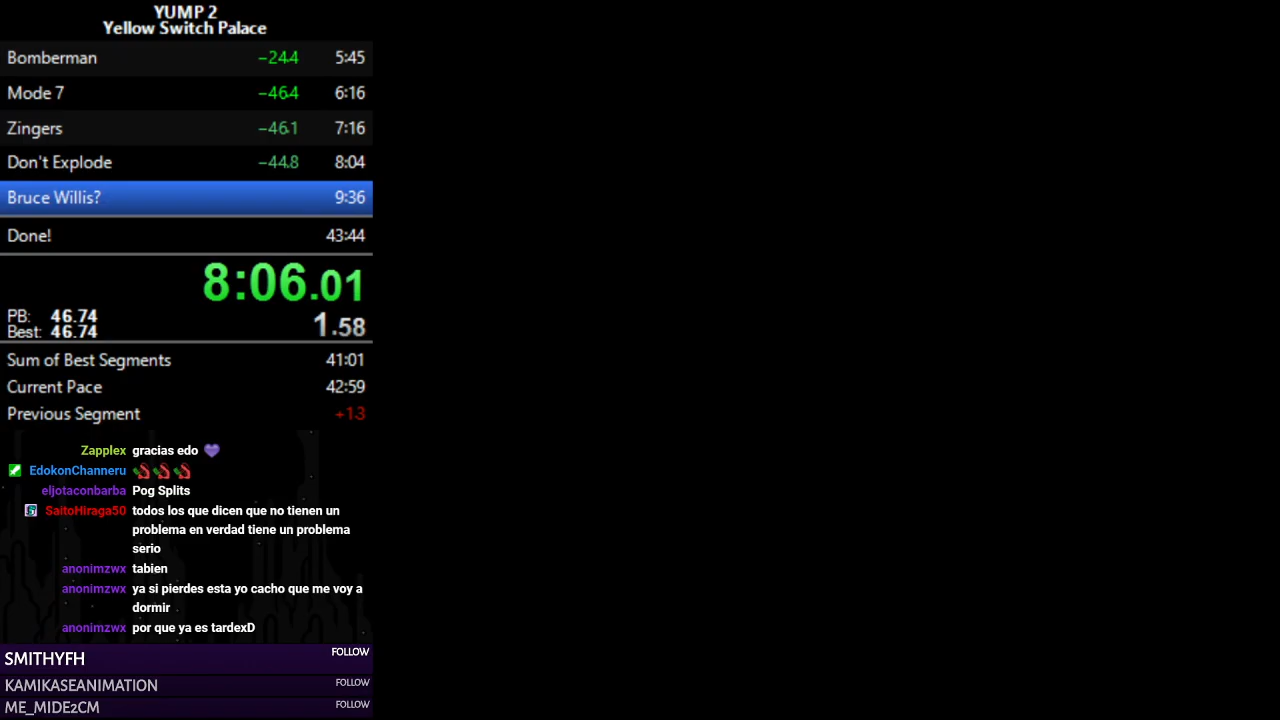 YUMP 2
Yellow Switch Palace
Bomberman −24.4 5:45
Mode 7 −46.4 6:16
Zingers −46.1 7:16
Don't Explode −44.8 8:04
Bruce Willis? 9:36
Done! 43:44
8:06.01
PB: 46.74
Best: 46.74
1.58
Sum of Best Segments 41:01
Current Pace 42:59
Previous Segment +1.3
Zapplex gracias edo
EdokonChanneru
eljotaconbarba Pog Splits
SaitoHiraga50 todos los que dicen que no tienen un
problema en verdad tiene un problema
serio
anonimzwx tabien
anonimzwx ya si pierdes esta yo cacho que me voy a
dormir
anonimzwx por que ya es tardexD
SMITHYFH FOLLOW
KAMIKASEANIMATION FOLLOW
ME_MIDE2CM FOLLOW